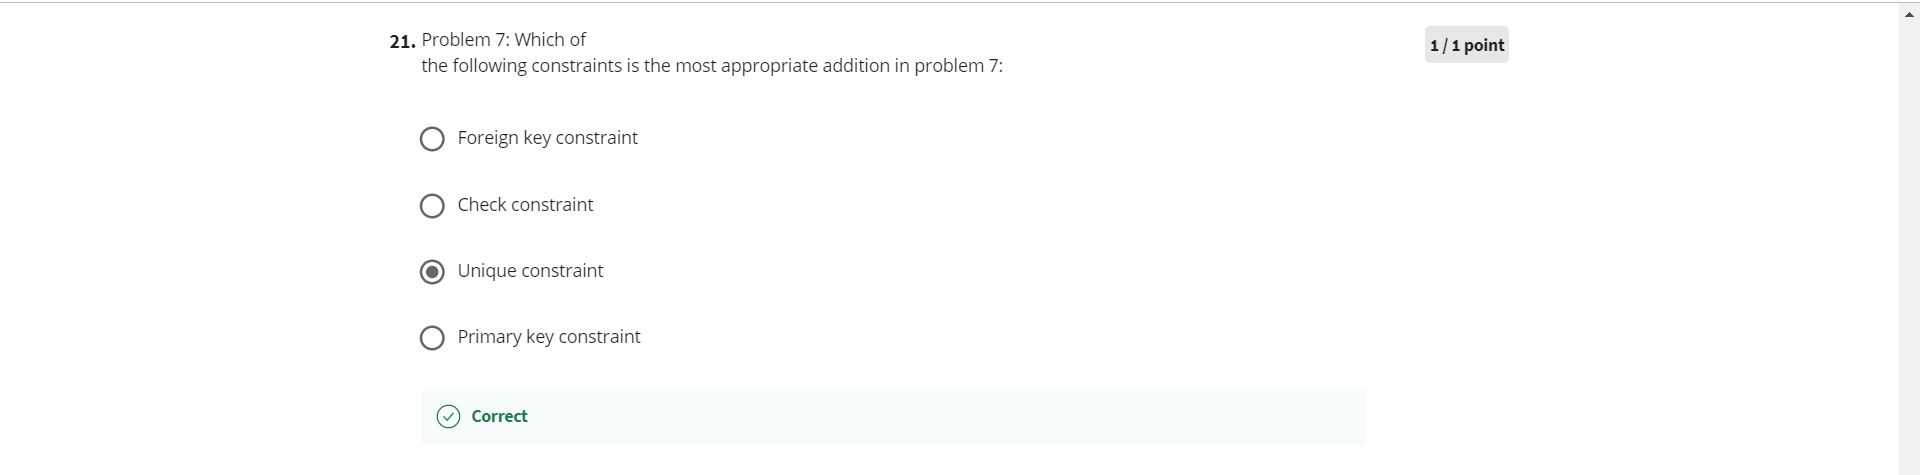 21. Problem 7: Which of
the following constraints is the most appropriate addition in problem 7:
1 / 1 point
Foreign key constraint
Check constraint
Unique constraint
Primary key constraint
Correct